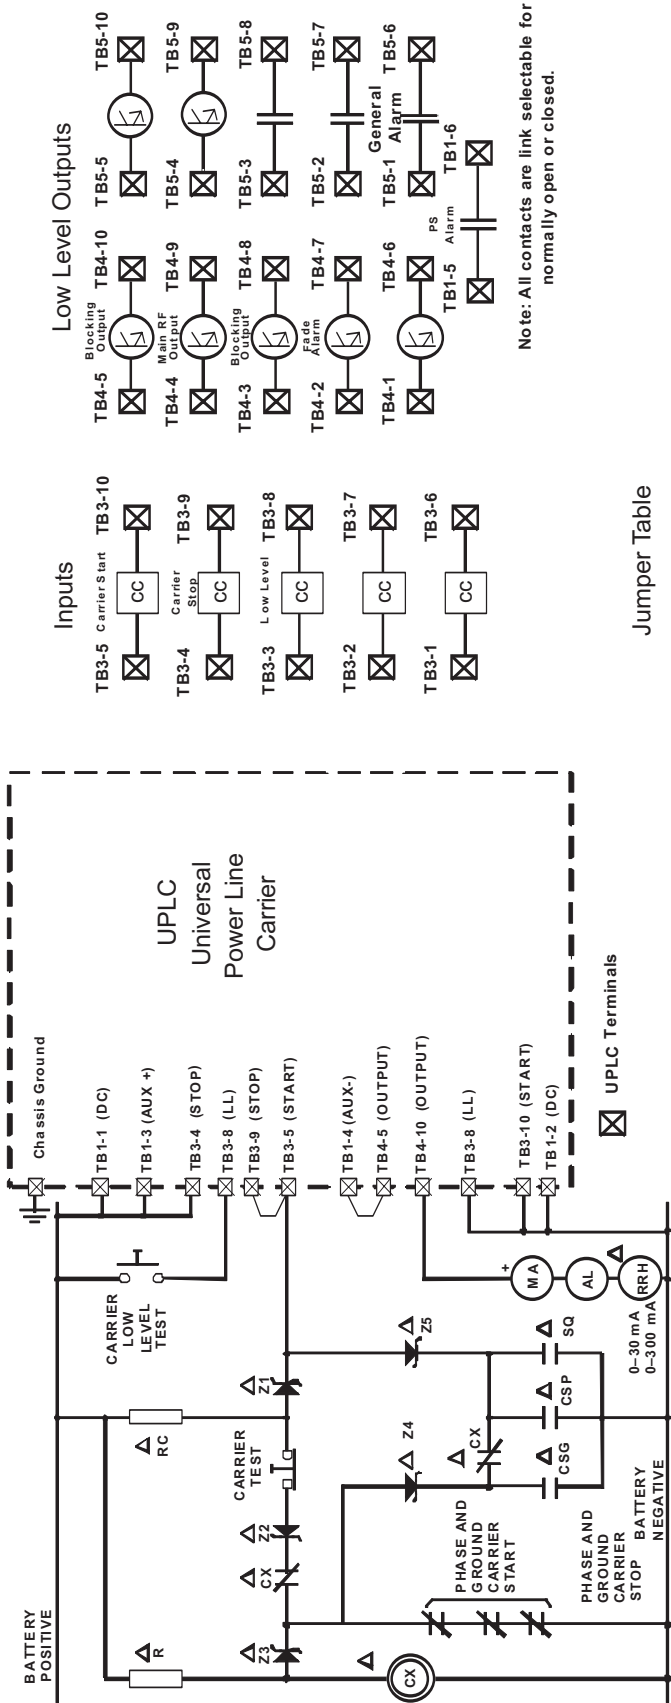 BATTERY
POSITIVE
R
RC
CARRIER
LOW
LEVEL
TEST
Chassis Ground
TB1-1 (DC)
TB1-3 (AUX +)
TB3-4 (STOP)
TB3-8 (LL)
TB3-9 (STOP)
TB3-5 (START)
TB1-4 (AUX-)
TB4-5 (OUTPUT)
TB4-10 (OUTPUT)
TB3-8 (LL)
TB3-10 (START)
TB1-2 (DC)
UPLC
Universal
Power Line
Carrier
UPLC Terminals
Z3
CX
Z2
CARRIER
TEST
Z1
Z4
Z5
CX
CX
PHASE AND
GROUND
CARRIER
START
CSG
CSP
SQ
PHASE AND
GROUND
CARRIER
STOP
BATTERY
NEGATIVE
+
MA
AL
RRH
0–30 mA
0–300 mA
Inputs
TB3-5
Carrier Start
CC
TB3-10
TB3-4
Carrier
Stop
CC
TB3-9
TB3-3
Low Level
CC
TB3-8
TB3-2
CC
TB3-7
TB3-1
CC
TB3-6
Jumper Table
Low Level Outputs
TB4-5
Blocking
Output
TB4-10
TB4-4
Main RF
Output
TB4-9
TB4-3
Blocking
Output
TB4-8
TB4-2
Fade
Alarm
TB4-7
TB4-1
TB4-6
TB5-5
TB5-10
TB5-4
TB5-9
TB5-3
TB5-8
TB5-2
TB5-7
General
Alarm
TB5-1
TB5-6
TB1-5
PS
Alarm
TB1-6
Note: All contacts are link selectable for
normally open or closed.